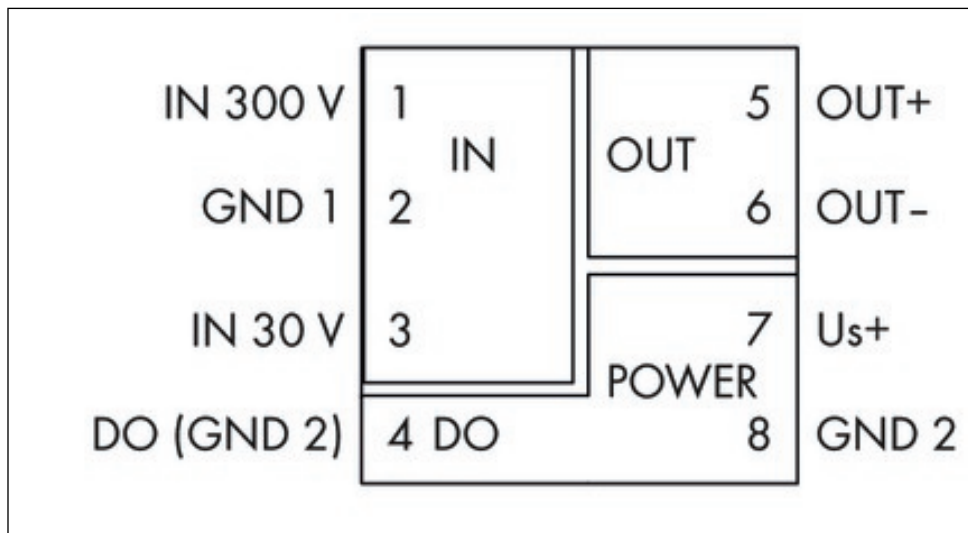 IN 300 V 1 5 OUT+
IN OUT
GND 1 2 6 OUT-
IN 30 V 3 7 Us+
POWER
DO (GND 2) 4 DO 8 GND 2